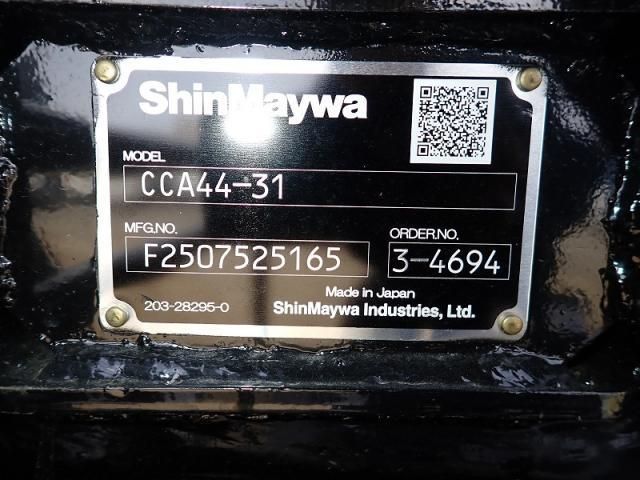 ShinMaywa
MODEL
CCA44-31
MFG.NO. ORDER.NO.
F2507525165 3-4694
Made in Japan
203-28295-0 ShinMaywa Industries, Ltd.